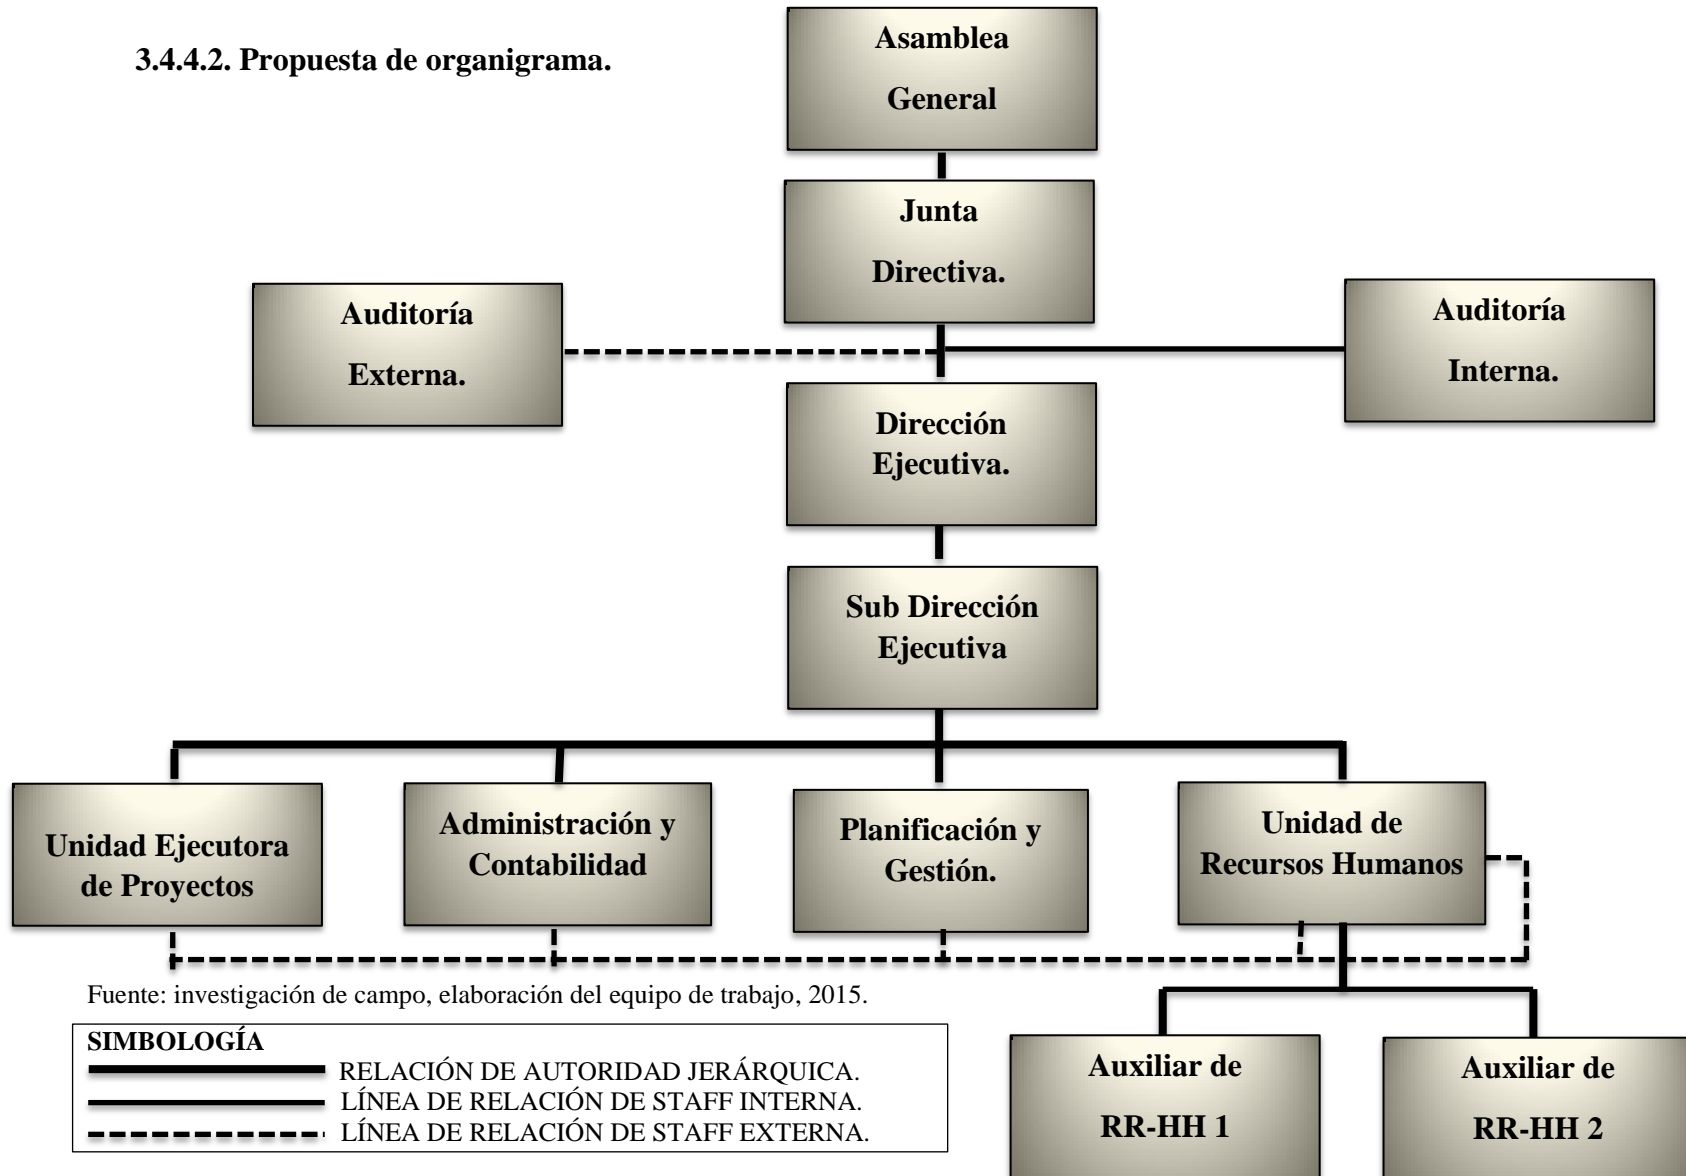 3.4.4.2. Propuesta de organigrama.
Asamblea
General
Junta
Directiva.
Auditoría
Externa.
Auditoría
Interna.
Dirección
Ejecutiva.
Sub Dirección
Ejecutiva
Unidad Ejecutora
de Proyectos
Administración y
Contabilidad
Planificación y
Gestión.
Unidad de
Recursos Humanos
Fuente: investigación de campo, elaboración del equipo de trabajo, 2015.
SIMBOLOGÍA
RELACIÓN DE AUTORIDAD JERÁRQUICA.
LÍNEA DE RELACIÓN DE STAFF INTERNA.
LÍNEA DE RELACIÓN DE STAFF EXTERNA.
Auxiliar de
RR-HH 1
Auxiliar de
RR-HH 2